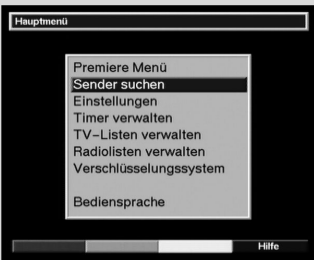 Hauptmenü
Premiere Menü
Sender suchen
Einstellungen
Timer verwalten
TV-Listen verwalten
Radiolisten verwalten
Verschlüsselungssystem
Bediensprache
Hilfe